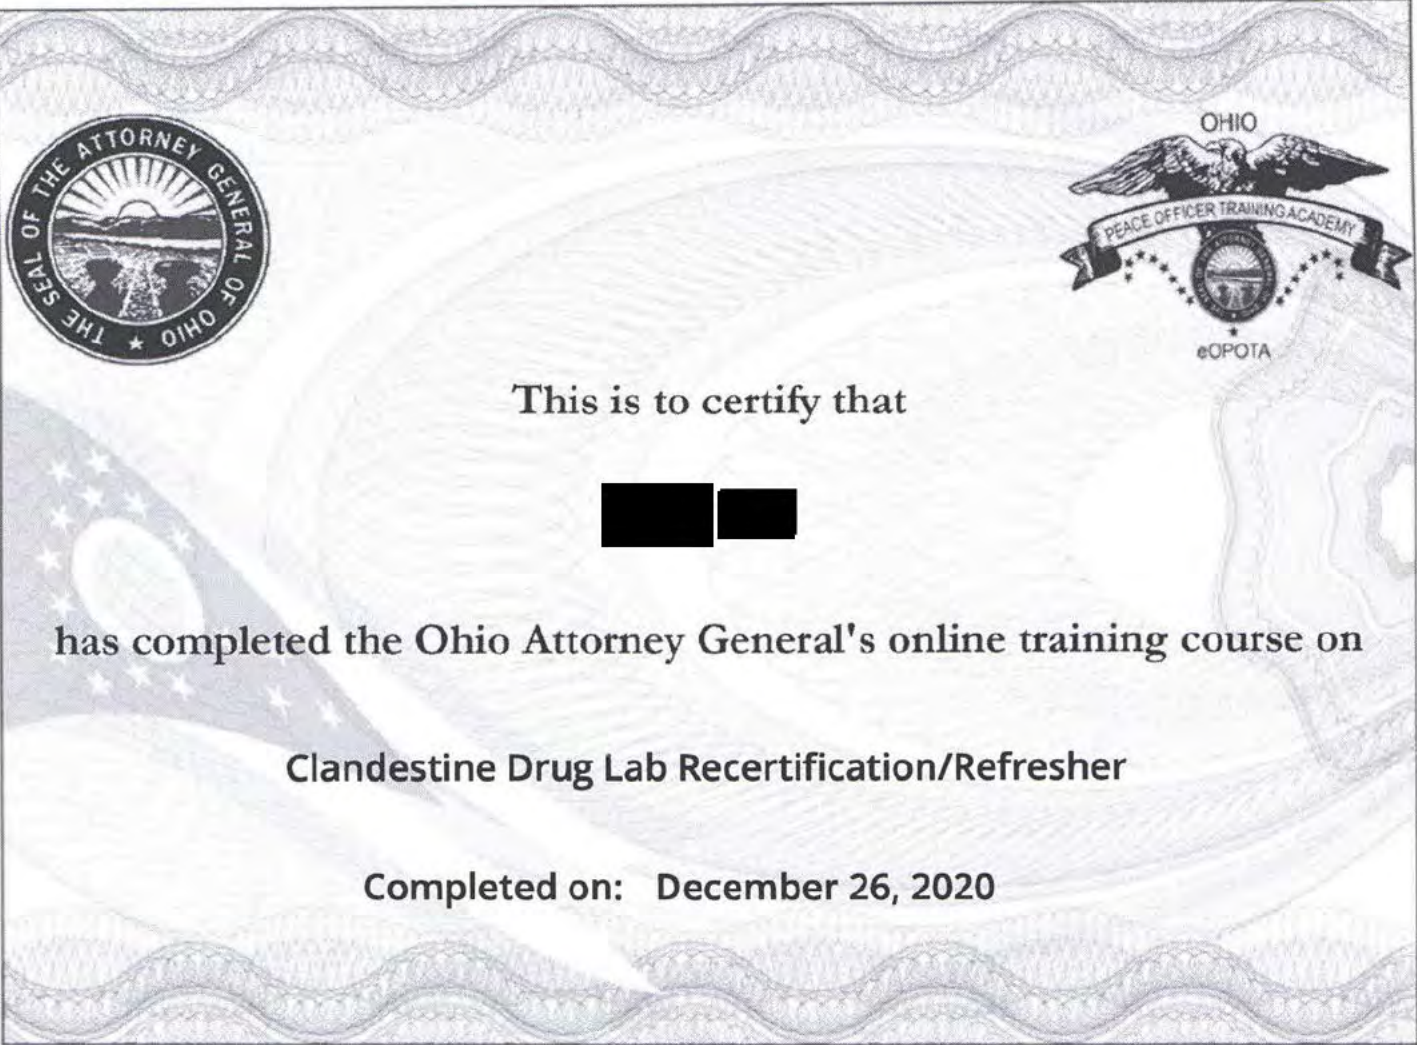 THE SEAL OF THE ATTORNEY GENERAL OF OHIO
OHIO
PEACE OFFICER TRAINING ACADEMY
eOPOTA
This is to certify that
has completed the Ohio Attorney General's online training course on
Clandestine Drug Lab Recertification/Refresher
Completed on: December 26, 2020